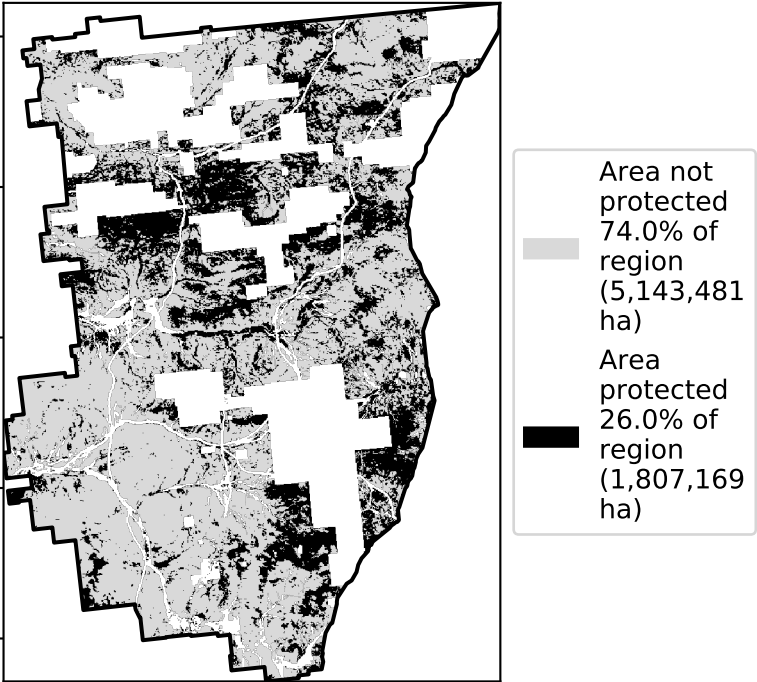 Area not
protected
74.0% of
region
(5,143,481
ha)
Area
protected
26.0% of
region
(1,807,169
ha)